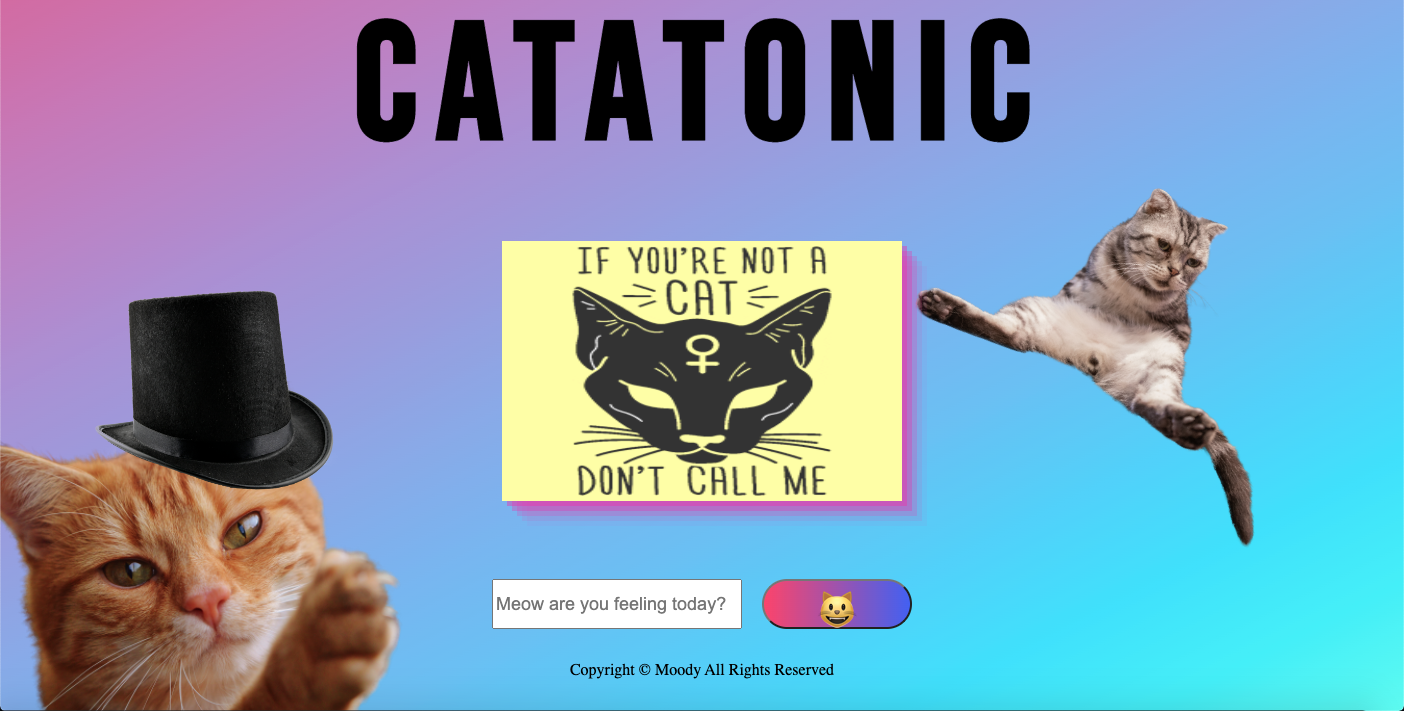 CATATONIC
IF YOU'RE NOT A
CAT
DON'T CALL ME
Meow are you feeling today?
Copyright © Moody All Rights Reserved